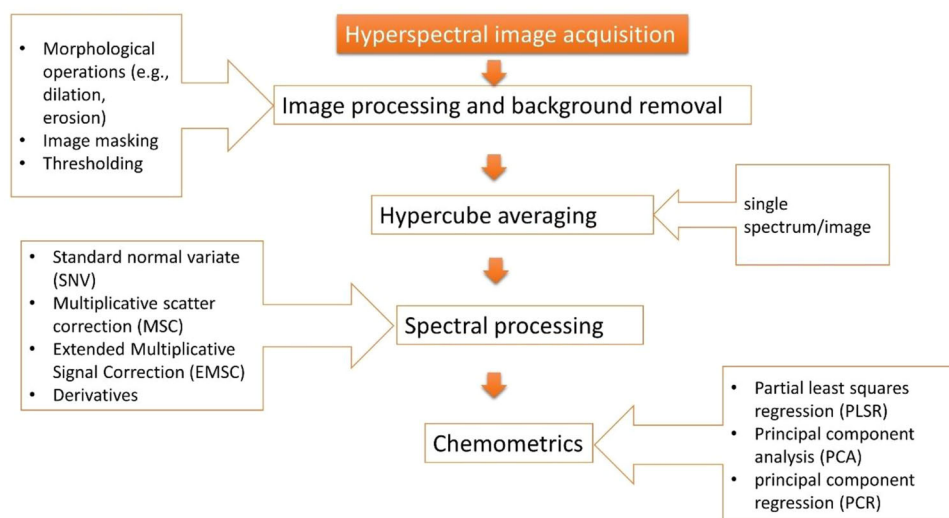 Hyperspectral image acquisition
• Morphological
operations (e.g.,
dilation,
erosion)
• Image masking
• Thresholding
Image processing and background removal
Hypercube averaging
single
spectrum/image
• Standard normal variate
(SNV)
• Multiplicative scatter
correction (MSC)
• Extended Multiplicative
Signal Correction (EMSC)
• Derivatives
Spectral processing
Chemometrics
• Partial least squares
regression (PLSR)
• Principal component
analysis (PCA)
• principal component
regression (PCR)